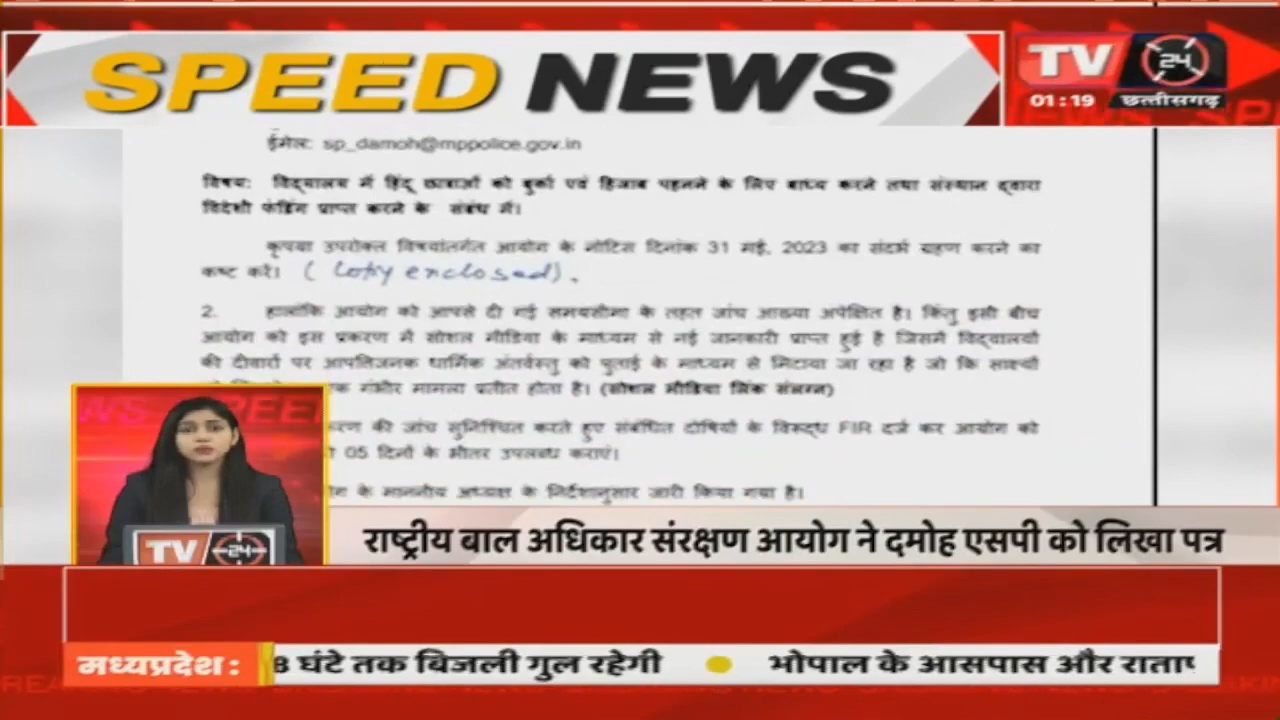 SPEED NEWS
TV 24
01:19 छत्तीसगढ़
ईमेल: sp_damoh@mppolice.gov.in
विषय: विद्यालय में हिंदू छात्राओं को बुर्का एवं हिजाब पहनने के लिए बाध्य करने तथा संस्थान द्वारा
विदेशी फंडिंग प्राप्त करने के संबंध में।
कृपया उपरोक्त विषयांतर्गत आयोग के नोटिस दिनांक 31 मई, 2023 का संदर्भ ग्रहण करने का
कष्ट करें। (Copy enclosed).
2. हालांकि आयोग को आपसे दी गई समयसीमा के तहत जांच आख्या अपेक्षित है। किंतु इसी बीच
आयोग को इस प्रकरण में सोशल मीडिया के माध्यम से नई जानकारी प्राप्त हुई है जिसमें विद्यालयों
की दीवारों पर आपत्तिजनक धार्मिक अंतर्वस्तु को पुताई के माध्यम से मिटाया जा रहा है जो कि साक्ष्यों
गंभीर मामला प्रतीत होता है। (सोशल मीडिया लिंक संलग्न)
की जांच सुनिश्चित करते हुए संबंधित दोषियों के विरूद्ध FIR दर्ज कर आयोग को
05 दिनों के भीतर उपलब्ध कराएं।
के माननीय अध्यक्ष के निर्देशानुसार जारी किया गया है।
TV 24
राष्ट्रीय बाल अधिकार संरक्षण आयोग ने दमोह एसपी को लिखा पत्र
मध्यप्रदेश: 8 घंटे तक बिजली गुल रहेगी भोपाल के आसपास और